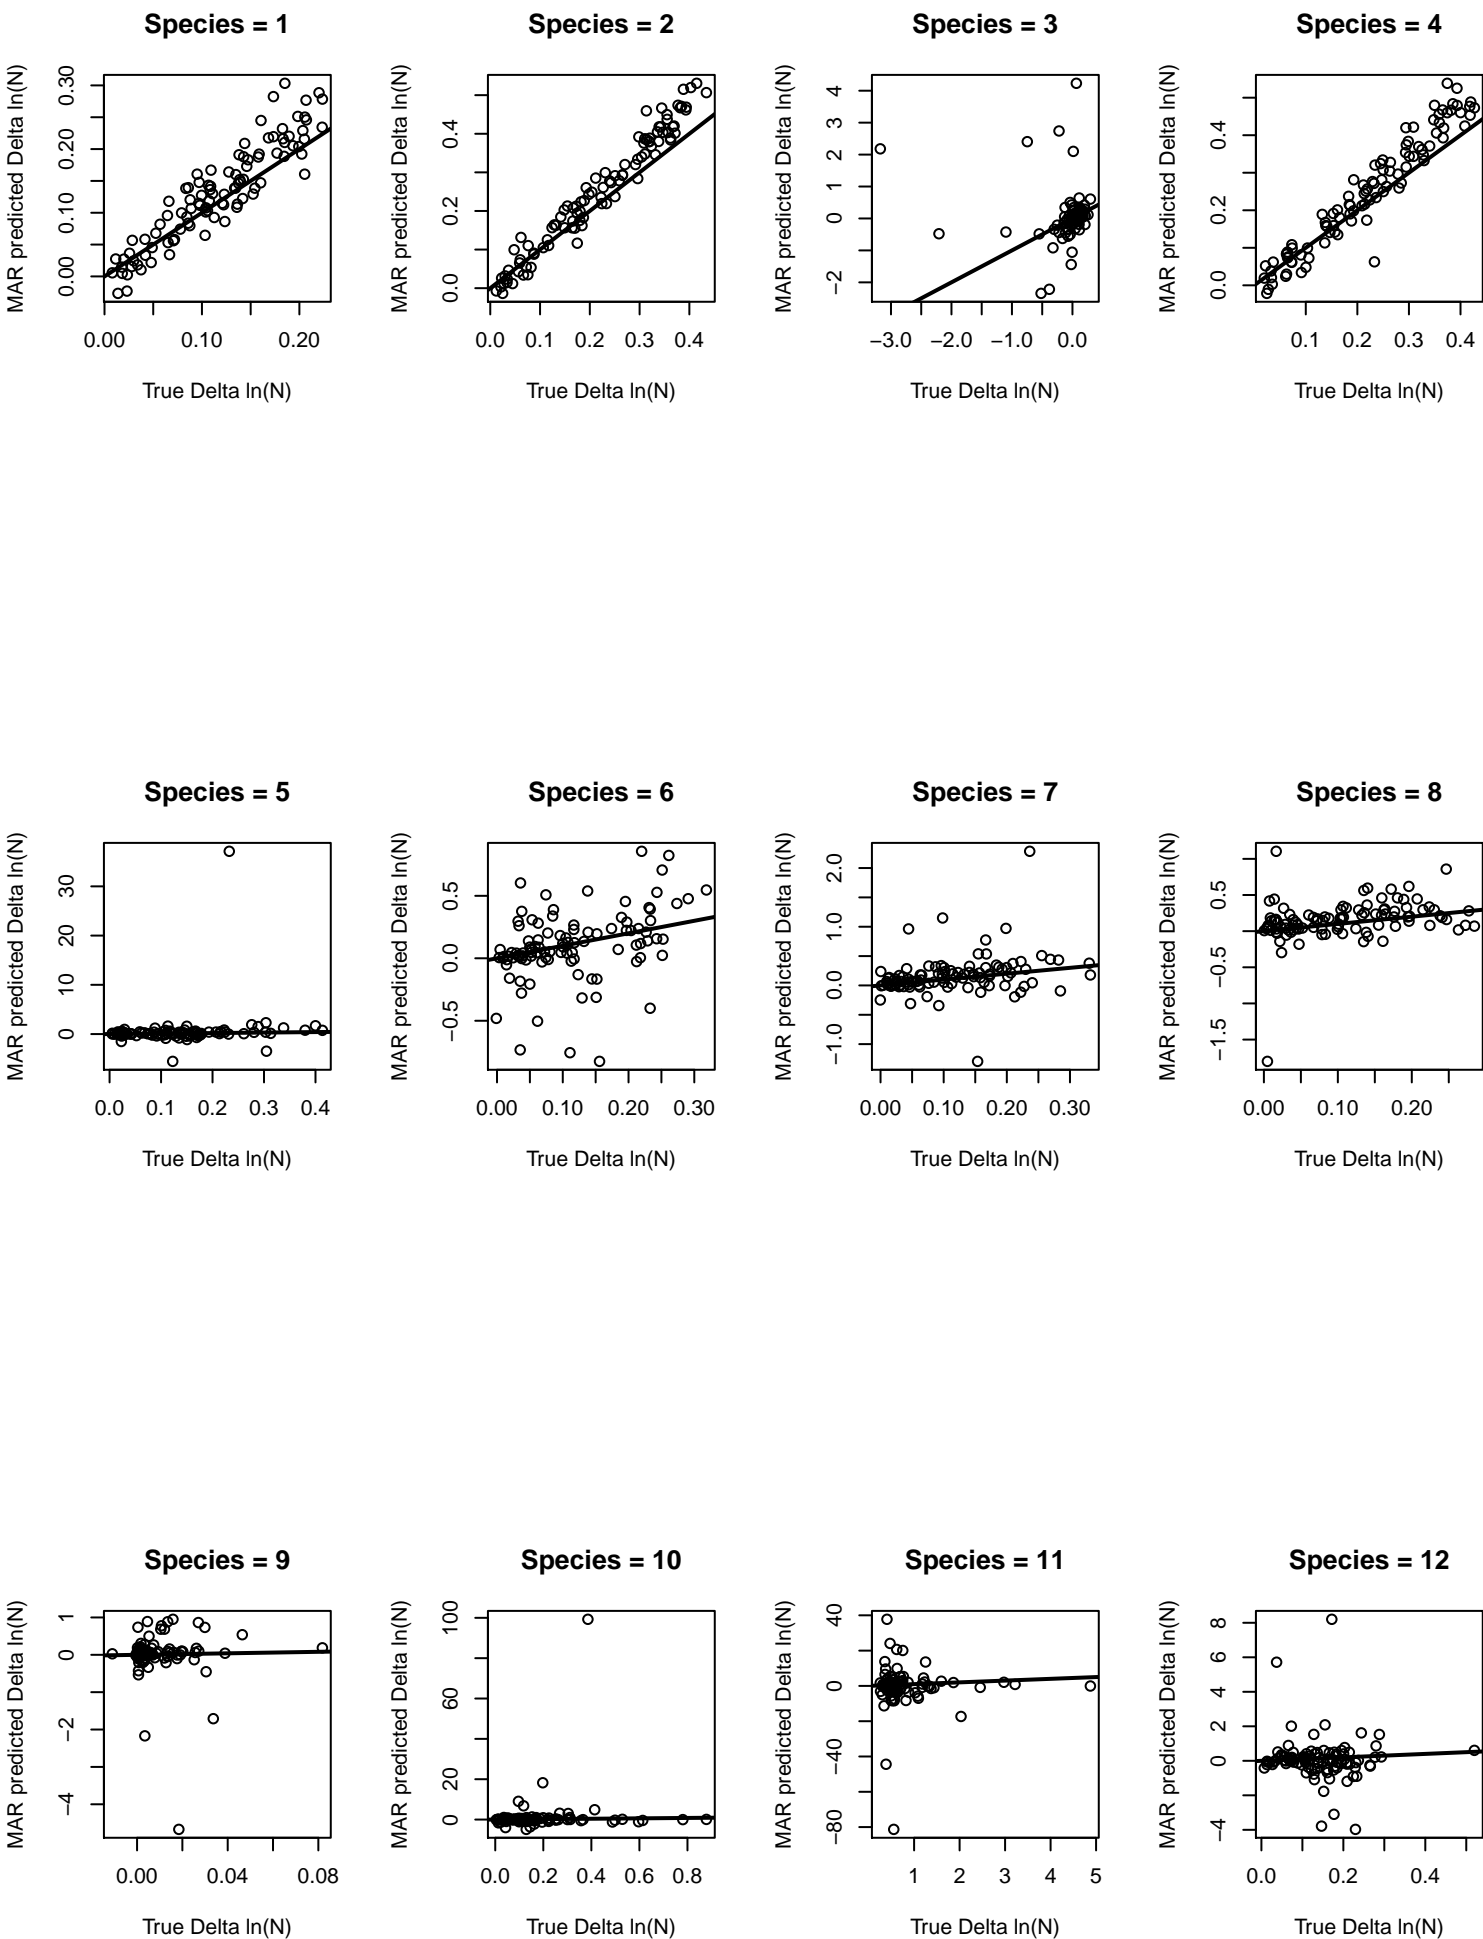 Species = 1
MAR predicted Delta ln(N)
0.00 0.10 0.20 0.30
0.00 0.10 0.20
True Delta ln(N)
Species = 2
MAR predicted Delta ln(N)
0.0 0.2 0.4
0.0 0.1 0.2 0.3 0.4
True Delta ln(N)
Species = 3
MAR predicted Delta ln(N)
−2 0 1 2 3 4
−3.0 −2.0 −1.0 0.0
True Delta ln(N)
Species = 4
MAR predicted Delta ln(N)
0.0 0.2 0.4
0.1 0.2 0.3 0.4
True Delta ln(N)
Species = 5
MAR predicted Delta ln(N)
0 10 20 30
0.0 0.1 0.2 0.3 0.4
True Delta ln(N)
Species = 6
MAR predicted Delta ln(N)
−0.5 0.0 0.5
0.00 0.10 0.20 0.30
True Delta ln(N)
Species = 7
MAR predicted Delta ln(N)
−1.0 0.0 1.0 2.0
0.00 0.10 0.20 0.30
True Delta ln(N)
Species = 8
MAR predicted Delta ln(N)
−1.5 −0.5 0.5
0.00 0.10 0.20
True Delta ln(N)
Species = 9
MAR predicted Delta ln(N)
−4 −2 0 1
0.00 0.04 0.08
True Delta ln(N)
Species = 10
MAR predicted Delta ln(N)
0 20 60 100
0.0 0.2 0.4 0.6 0.8
True Delta ln(N)
Species = 11
MAR predicted Delta ln(N)
−80 −40 0 40
1 2 3 4 5
True Delta ln(N)
Species = 12
MAR predicted Delta ln(N)
−4 0 2 4 6 8
0.0 0.2 0.4
True Delta ln(N)